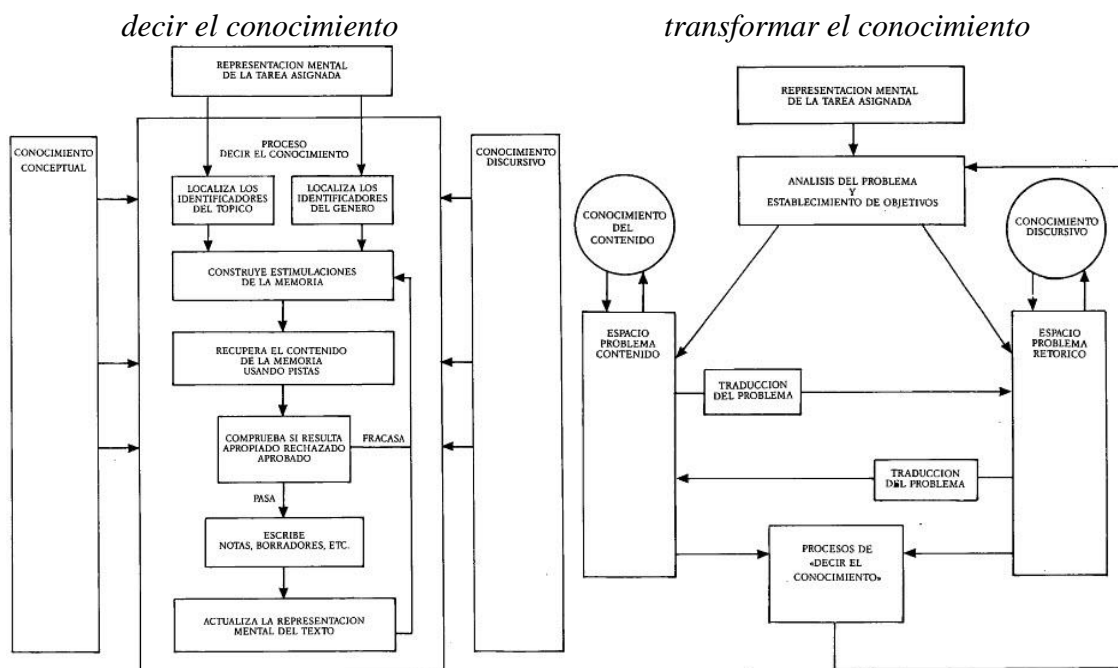 decir el conocimiento
REPRESENTACION MENTAL
DE LA TAREA ASIGNADA
CONOCIMIENTO
CONCEPTUAL
PROCESO
DECIR EL CONOCIMIENTO
CONOCIMIENTO
DISCURSIVO
LOCALIZA LOS
IDENTIFICADORES
DEL TOPICO
LOCALIZA LOS
IDENTIFICADORES
DEL GENERO
CONSTRUYE ESTIMULACIONES
DE LA MEMORIA
RECUPERA EL CONTENIDO
DE LA MEMORIA
USANDO PISTAS
COMPRUEBA SI RESULTA
APROPIADO RECHAZADO
APROBADO
FRACASA
PASA
ESCRIBE
NOTAS, BORRADORES, ETC.
ACTUALIZA LA REPRESENTACION
MENTAL DEL TEXTO
transformar el conocimiento
REPRESENTACION MENTAL
DE LA TAREA ASIGNADA
ANALISIS DEL PROBLEMA
Y
ESTABLECIMIENTO DE OBJETIVOS
CONOCIMIENTO
DEL
CONTENIDO
CONOCIMIENTO
DISCURSIVO
ESPACIO
PROBLEMA
CONTENIDO
ESPACIO
PROBLEMA
RETORICO
TRADUCCION
DEL PROBLEMA
TRADUCCION
DEL PROBLEMA
PROCESOS DE
«DECIR EL
CONOCIMIENTO»